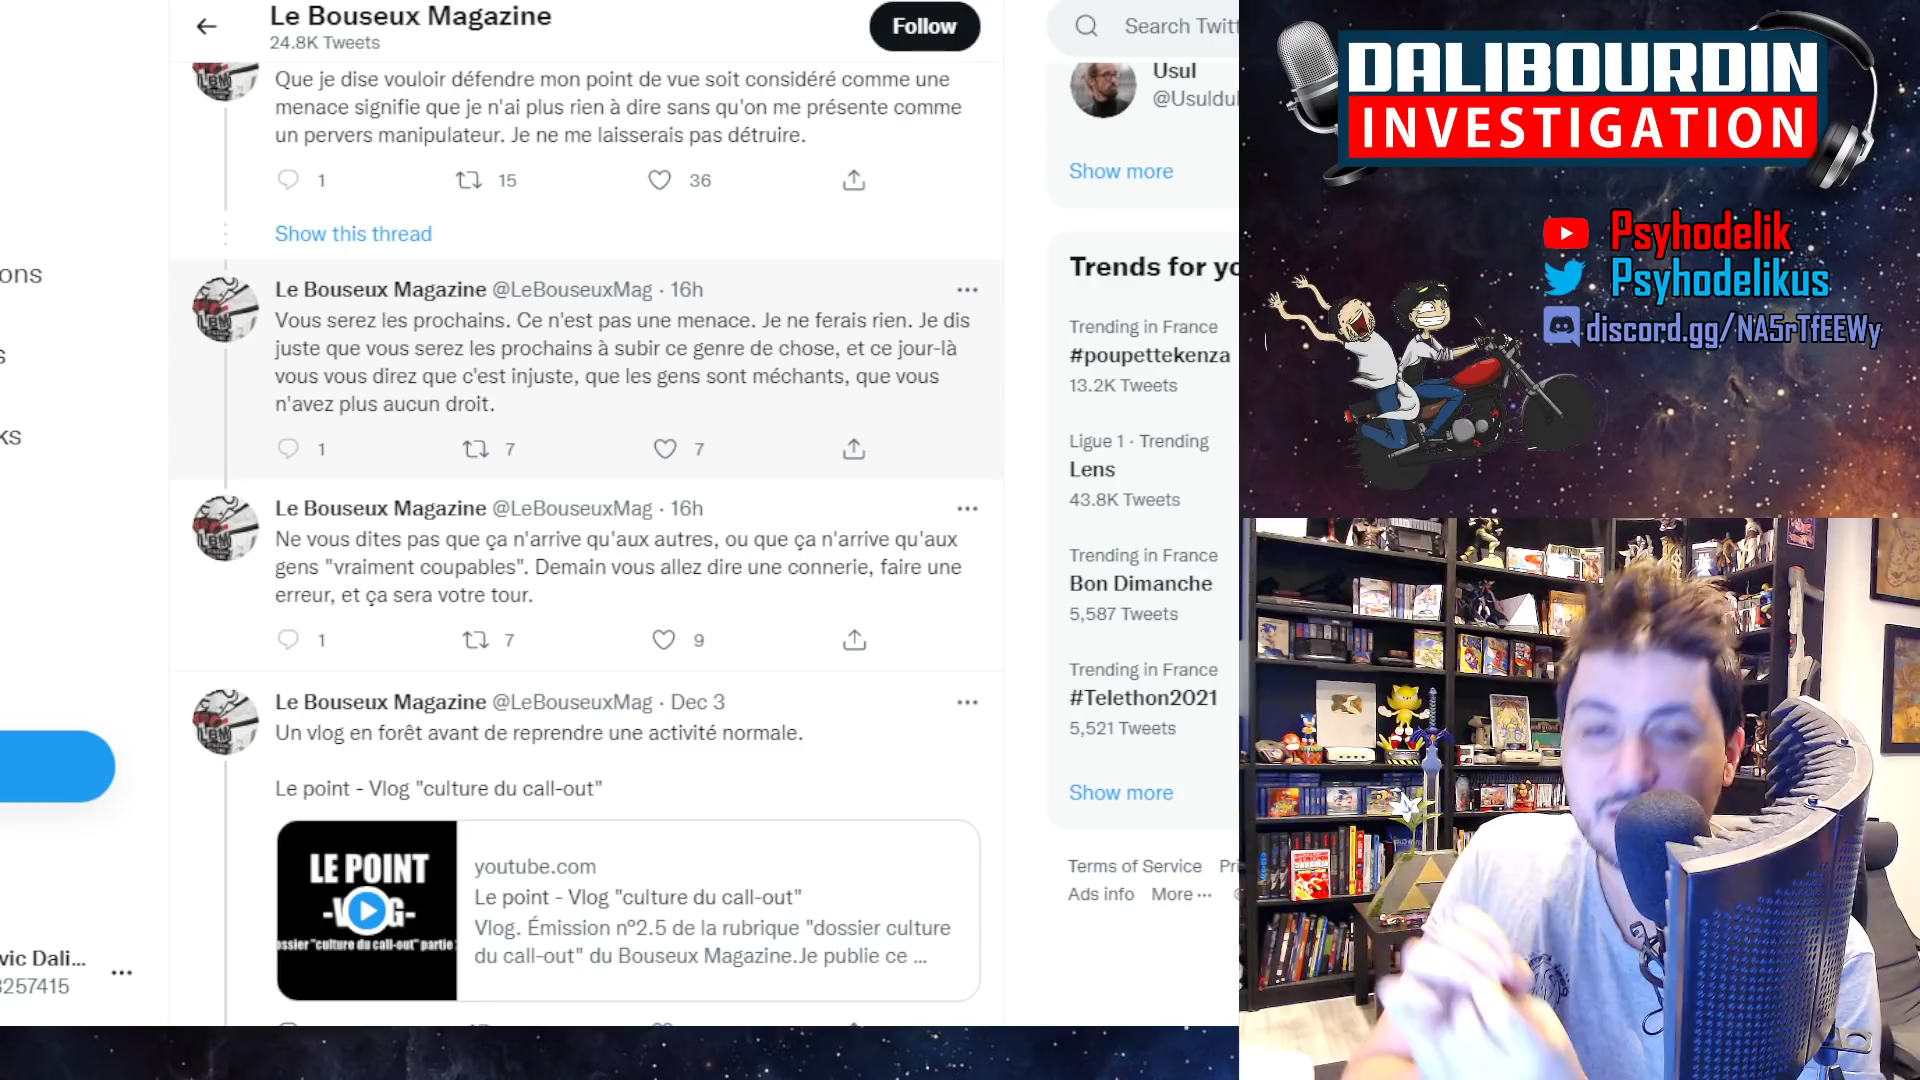 Le Bouseux Magazine
24.8K Tweets
Follow
Que je dise vouloir défendre mon point de vue soit considéré comme une
menace signifie que je n'ai plus rien à dire sans qu'on me présente comme
un pervers manipulateur. Je ne me laisserais pas détruire.
1 15 36
Show this thread
Le Bouseux Magazine @LeBouseuxMag · 16h
Vous serez les prochains. Ce n'est pas une menace. Je ne ferais rien. Je dis
juste que vous serez les prochains à subir ce genre de chose, et ce jour-là
vous vous direz que c'est injuste, que les gens sont méchants, que vous
n'avez plus aucun droit.
1 7 7
Le Bouseux Magazine @LeBouseuxMag · 16h
Ne vous dites pas que ça n'arrive qu'aux autres, ou que ça n'arrive qu'aux
gens "vraiment coupables". Demain vous allez dire une connerie, faire une
erreur, et ça sera votre tour.
1 7 9
Le Bouseux Magazine @LeBouseuxMag · Dec 3
Un vlog en forêt avant de reprendre une activité normale.
Le point - Vlog "culture du call-out"
LE POINT
-VLOG-
ossier "culture du call-out" partie
youtube.com
Le point - Vlog "culture du call-out"
Vlog. Émission n°2.5 de la rubrique "dossier culture
du call-out" du Bouseux Magazine.Je publie ce ...
ons
s
ks
vic Dali... ···
3257415
Search Twitt
Usul
@Usuldul
Show more
Trends for yo
Trending in France
#poupettekenza
13.2K Tweets
Ligue 1 · Trending
Lens
43.8K Tweets
Trending in France
Bon Dimanche
5,587 Tweets
Trending in France
#Telethon2021
5,521 Tweets
Show more
Terms of Service Pri
Ads info More ···
DALIBOURDIN
INVESTIGATION
Psyhodelik
Psyhodelikus
discord.gg/NA5rTfEEWy